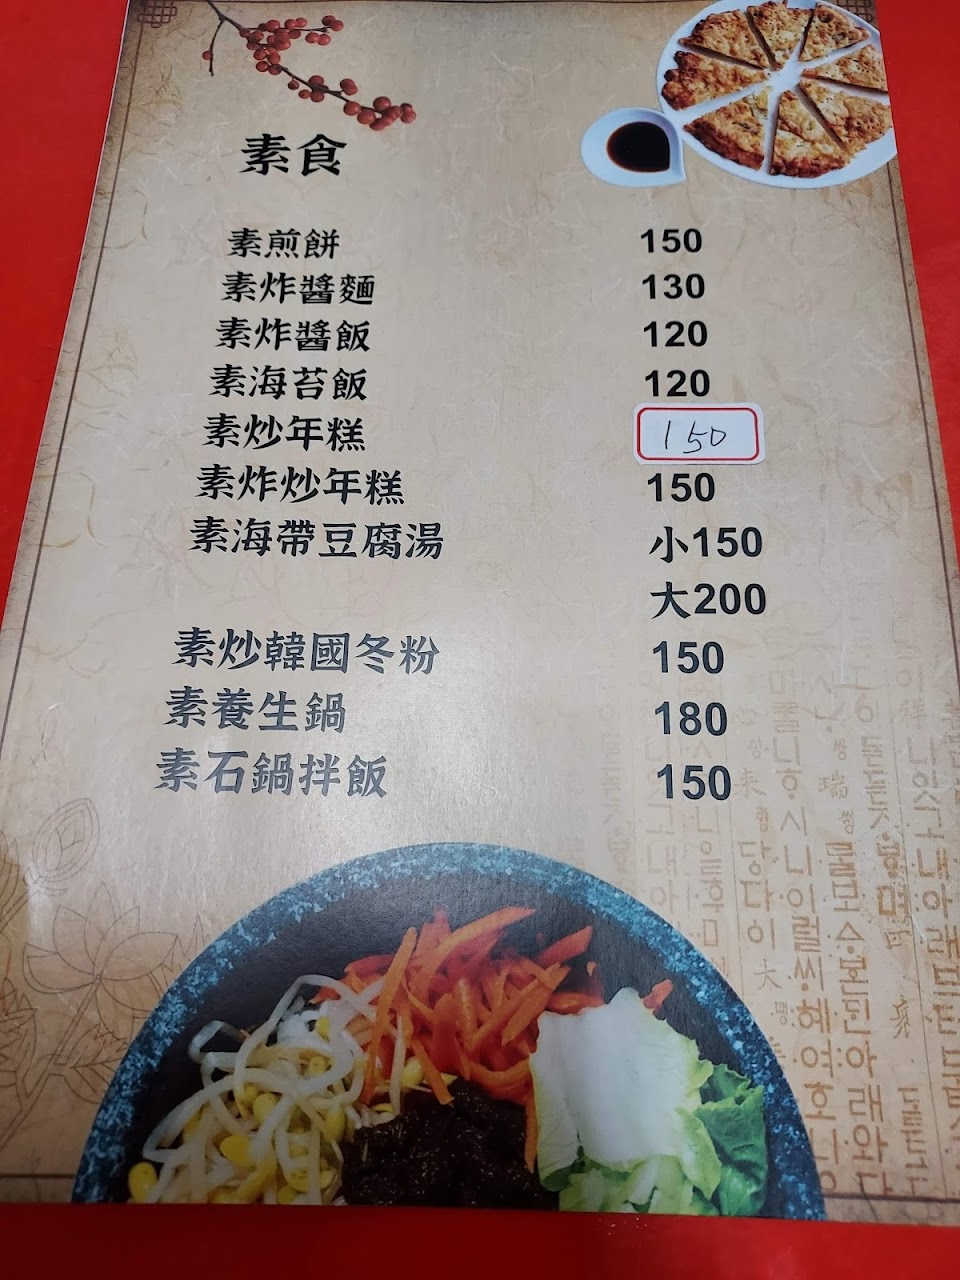 素食
素煎餅 150
素炸醬麵 130
素炸醬飯 120
素海苔飯 120
素炒年糕 150
素炸炒年糕 150
素海帶豆腐湯 小150
大200
素炒韓國冬粉 150
素養生鍋 180
素石鍋拌飯 150